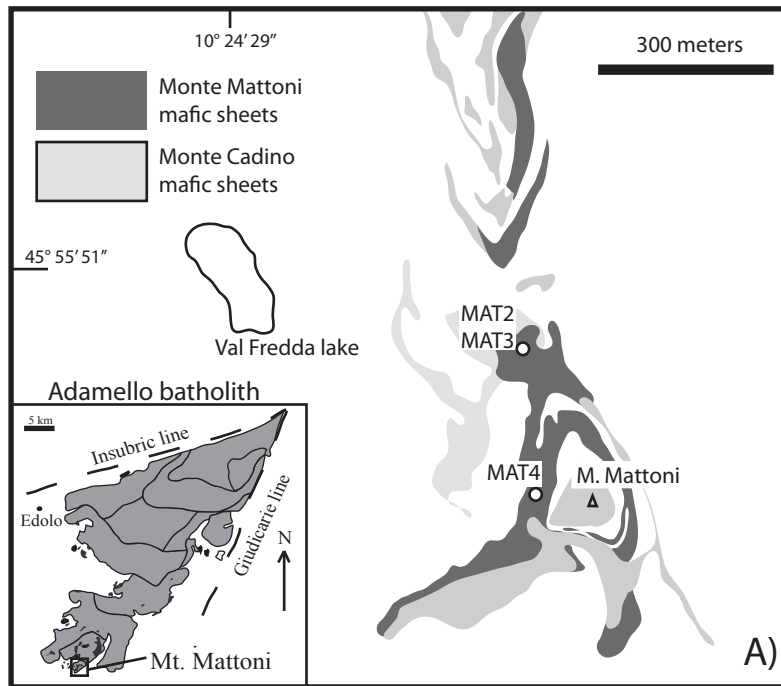 10° 24′ 29″
300 meters
Monte Mattoni
mafic sheets
Monte Cadino
mafic sheets
45° 55′ 51″
MAT2
MAT3
Val Fredda lake
Adamello batholith
5 km
Insubric line
MAT4
M. Mattoni
Edolo
Giudicarie line
N
Mt. Mattoni
A)